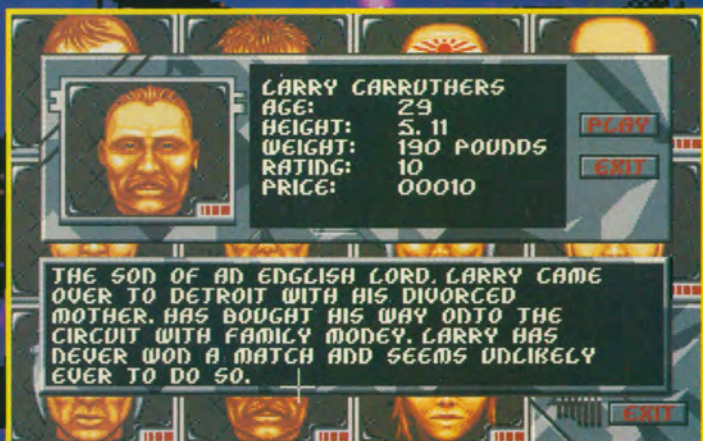 LARRY CARRUTHERS
AGE: 29
HEIGHT: 5.11
WEIGHT: 190 POUNDS
RATING: 10
PRICE: 00010
PLAY
EXIT
THE SON OF AN ENGLISH LORD, LARRY CAME
OVER TO DETROIT WITH HIS DIVORCED
MOTHER. HAS BOUGHT HIS WAY ONTO THE
CIRCUIT WITH FAMILY MONEY. LARRY HAS
NEVER WON A MATCH AND SEEMS UNLIKELY
EVER TO DO SO.
EXIT